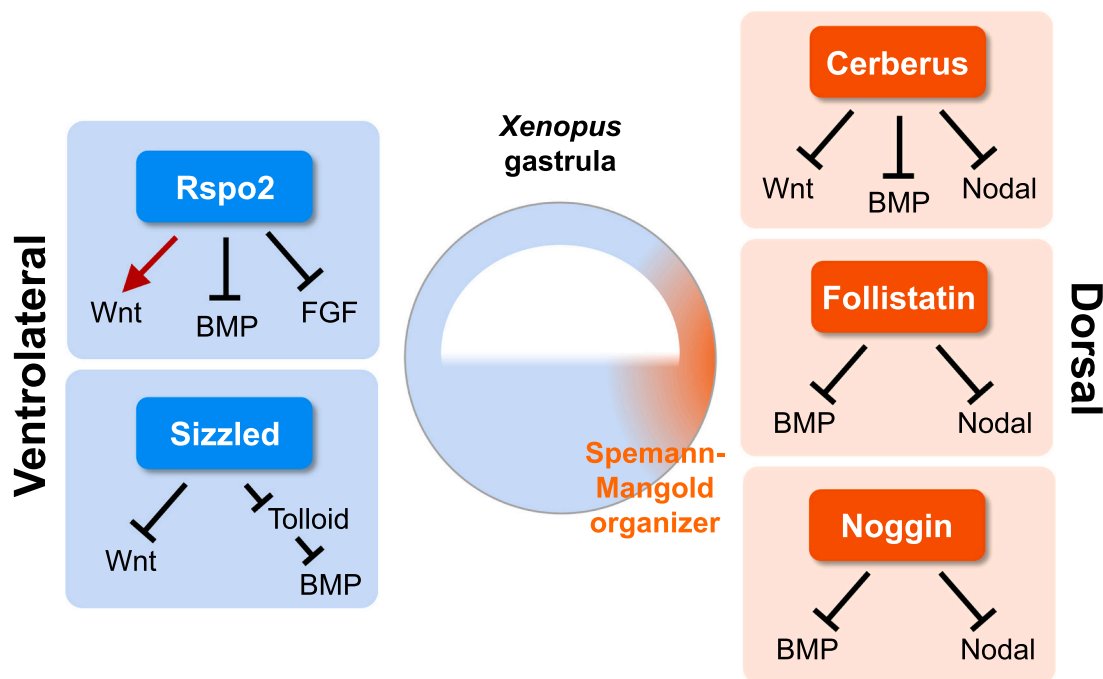 Ventrolateral
Rspo2
Wnt
BMP
FGF
Sizzled
Wnt
Tolloid
BMP
Xenopus
gastrula
Spemann-
Mangold
organizer
Cerberus
Wnt
BMP
Nodal
Follistatin
BMP
Nodal
Noggin
BMP
Nodal
Dorsal